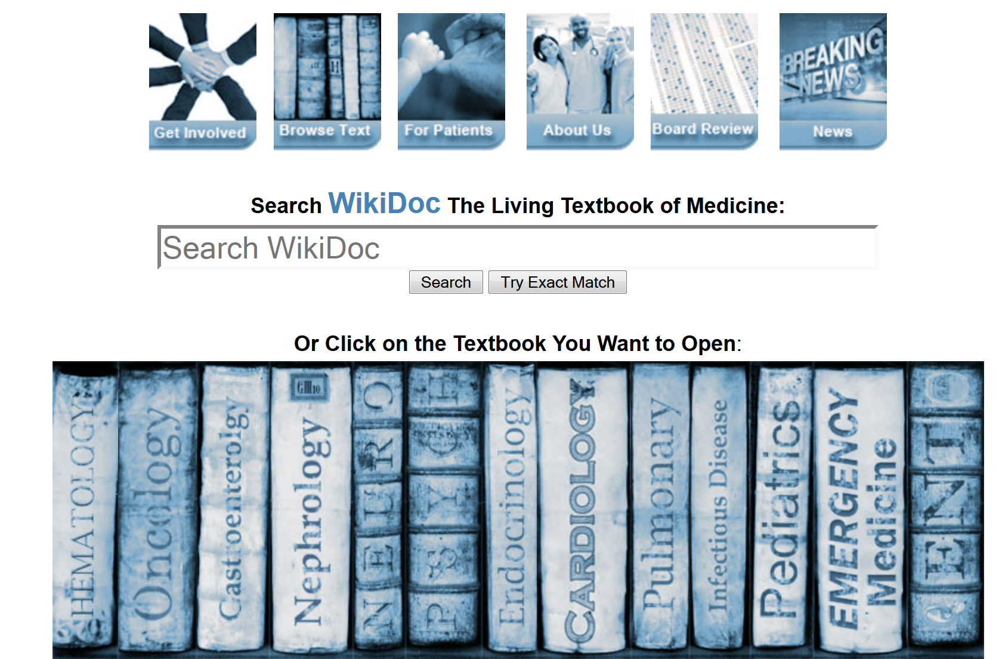 BREAKING
NEWS
Get Involved
Browse Text
For Patients
About Us
Board Review
News
Search WikiDoc The Living Textbook of Medicine:
Search WikiDoc
Search
Try Exact Match
Or Click on the Textbook You Want to Open:
HEMATOLOGY
Oncology
Gastroenterolgy
GIII10
Nephrology
NEURO
PSYCH
Endocrinology
CARDIOLOGY
Pulmonary
Infectious Disease
Pediatrics
EMERGENCY
Medicine
ENT